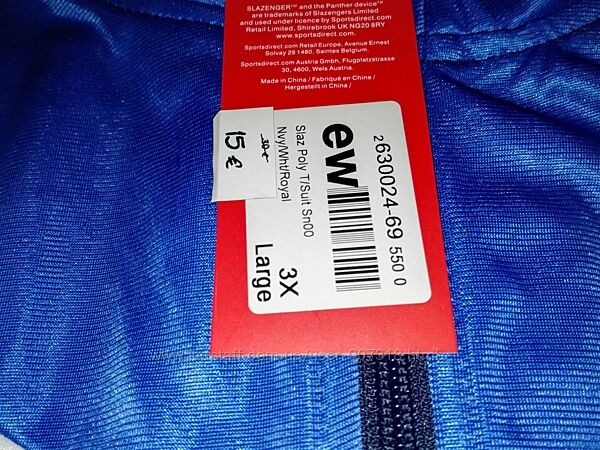 SLAZENGER™ and the Panther device™
are trademarks of Slazengers Limited
and used under licence by Sportsdirect.com
Retail Limited, Shirebrook UK NG20 8RY
www.sportsdirect.com
Sportsdirect.com Retail Europe, Avenue Ernest
Solvay 29 1480, Saintes Belgium.
Sportsdirect.com Austria Gmbh, Flugplatzstrasse
30, 4600, Wels Austria.
Made in China / Fabriqué en Chine /
Hergestellt in China
30 €
15 €
2630024-69 550 0
ew
Slaz Poly T/Suit Sn00
Nvy/Wht/Royal
3X
Large